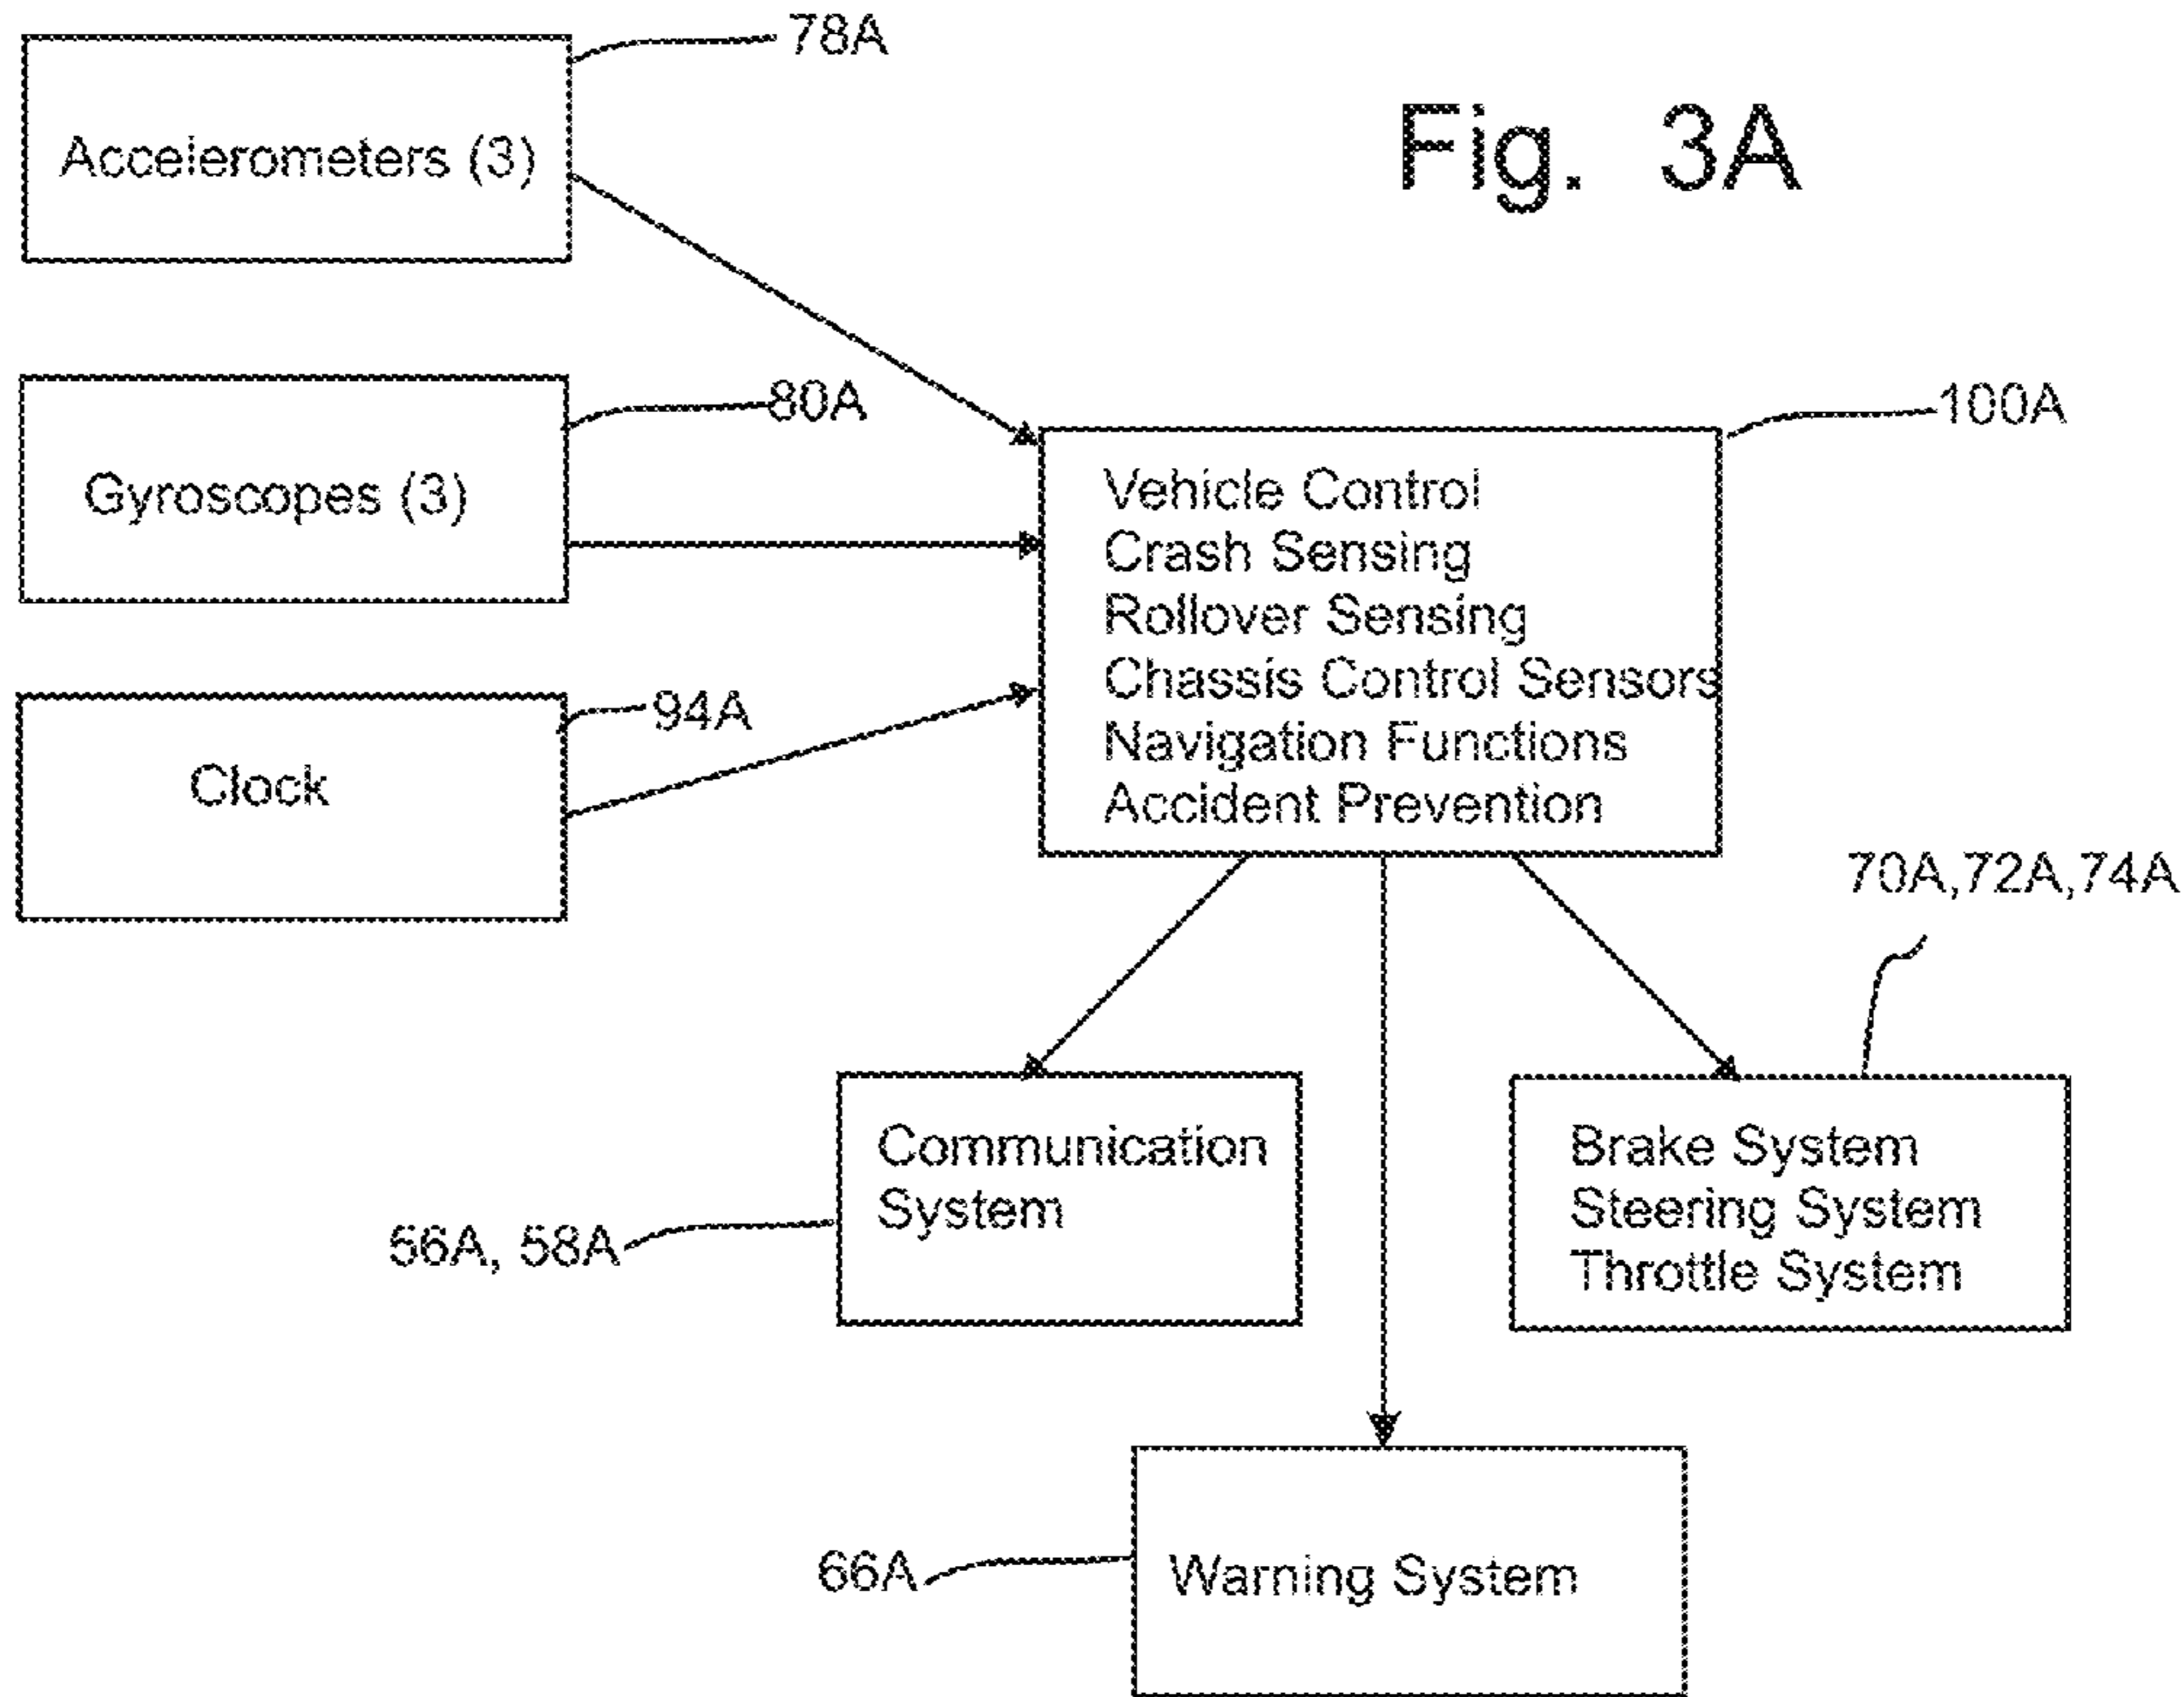 78A
Fig. 3A
Accelerometers (3)
80A
100A
Gyroscopes (3)
Vehicle Control
Crash Sensing
Rollover Sensing
Chassis Control Sensors
Navigation Functions
Accident Prevention
94A
Clock
70A,72A,74A
Communication
System
56A, 58A
Brake System
Steering System
Throttle System
66A
Warning System